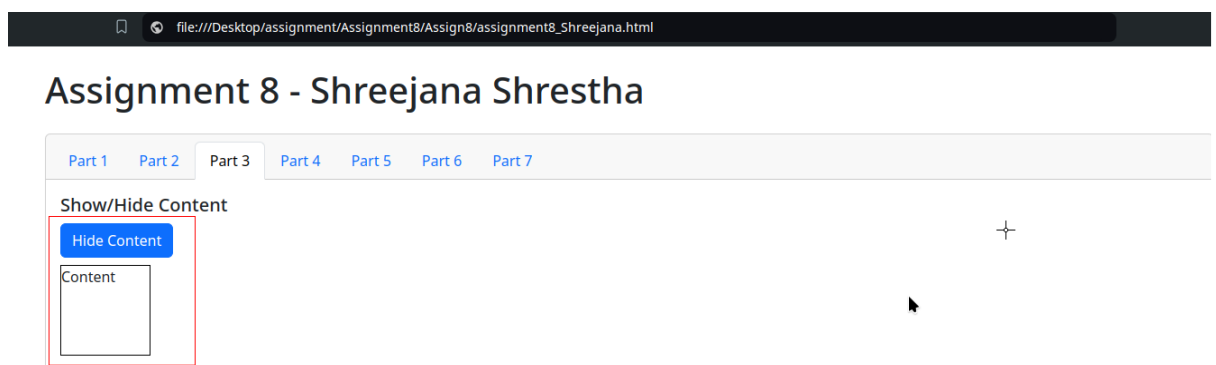 file:///Desktop/assignment/Assignment8/Assign8/assignment8_Shreejana.html
Assignment 8 - Shreejana Shrestha
Part 1 Part 2 Part 3 Part 4 Part 5 Part 6 Part 7
Show/Hide Content
Hide Content
Content